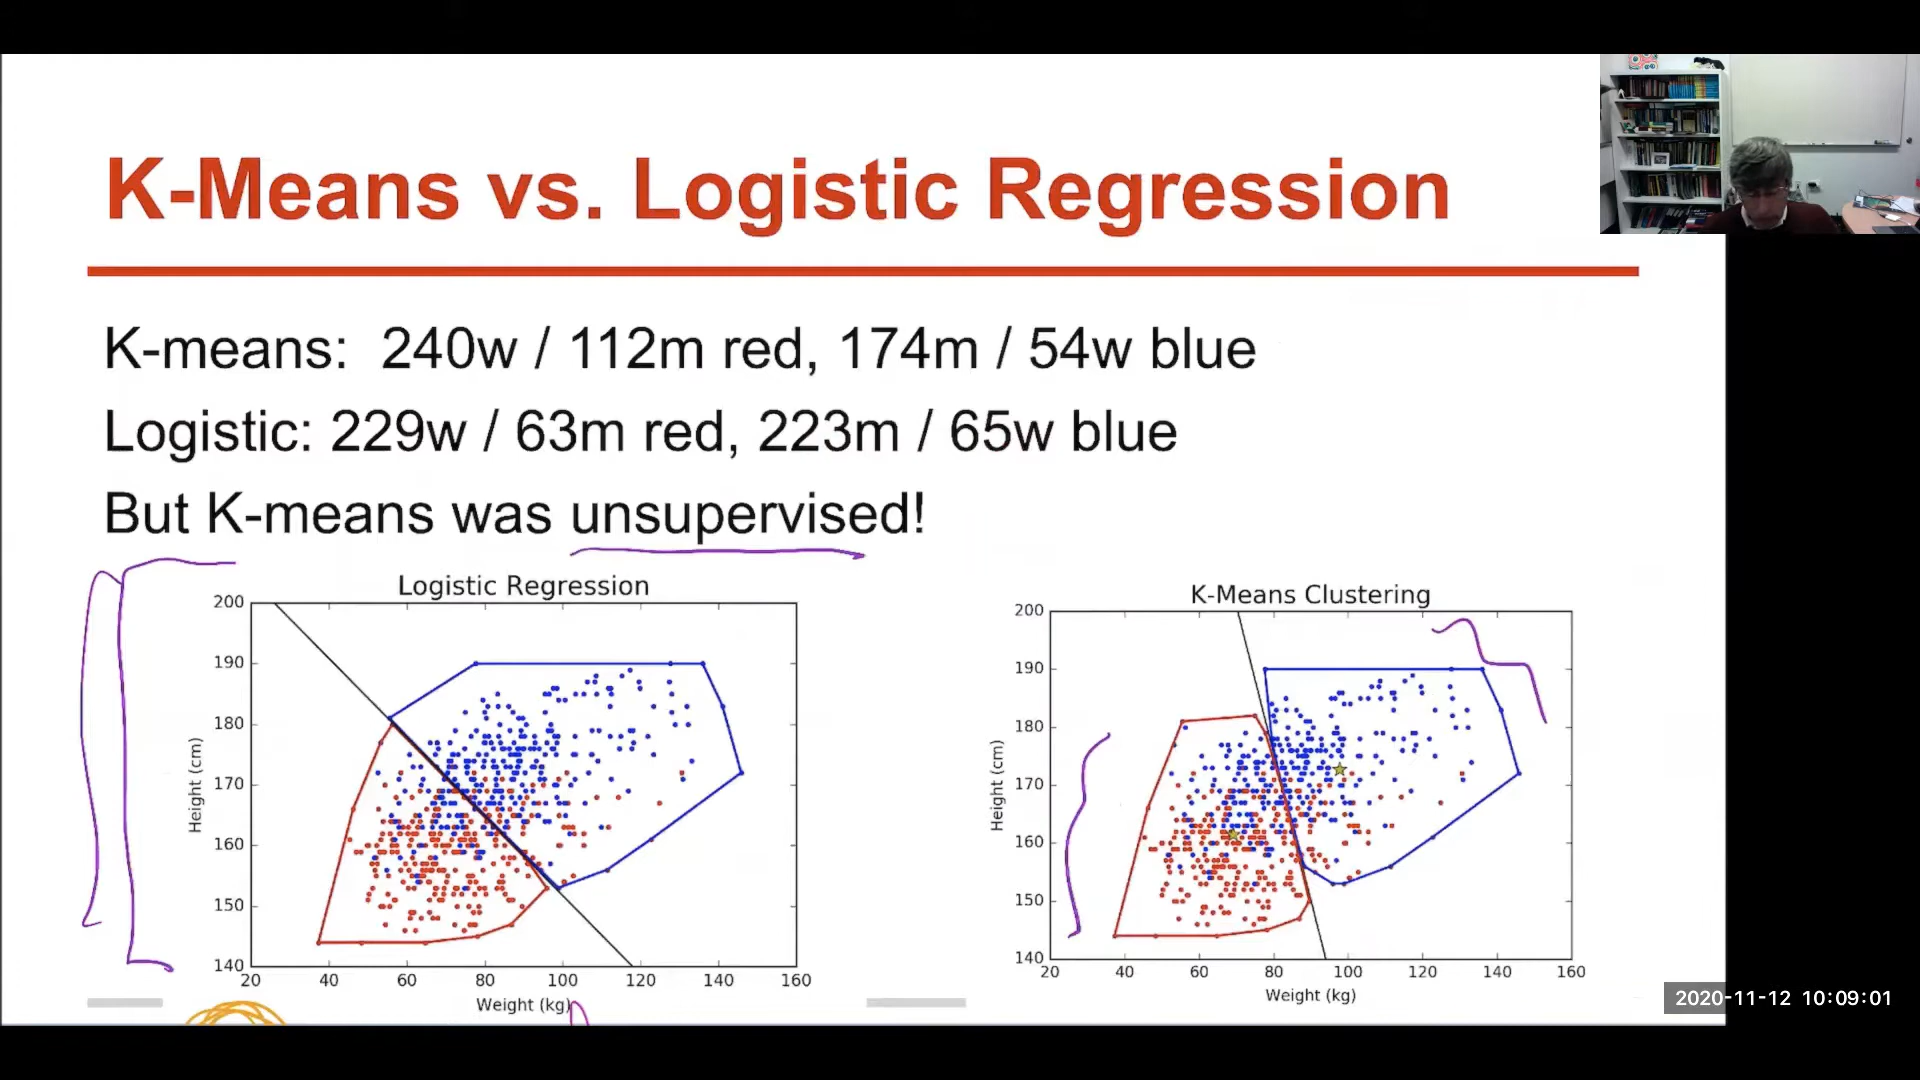 K-Means vs. Logistic Regression
K-means: 240w / 112m red, 174m / 54w blue
Logistic: 229w / 63m red, 223m / 65w blue
But K-means was unsupervised!
Logistic Regression
200
190
180
170
160
150
140
Height (cm)
20 40 60 80 100 120 140 160
Weight (kg)
K-Means Clustering
200
190
180
170
160
150
140
Height (cm)
20 40 60 80 100 120 140 160
Weight (kg)
2020-11-12 10:09:01